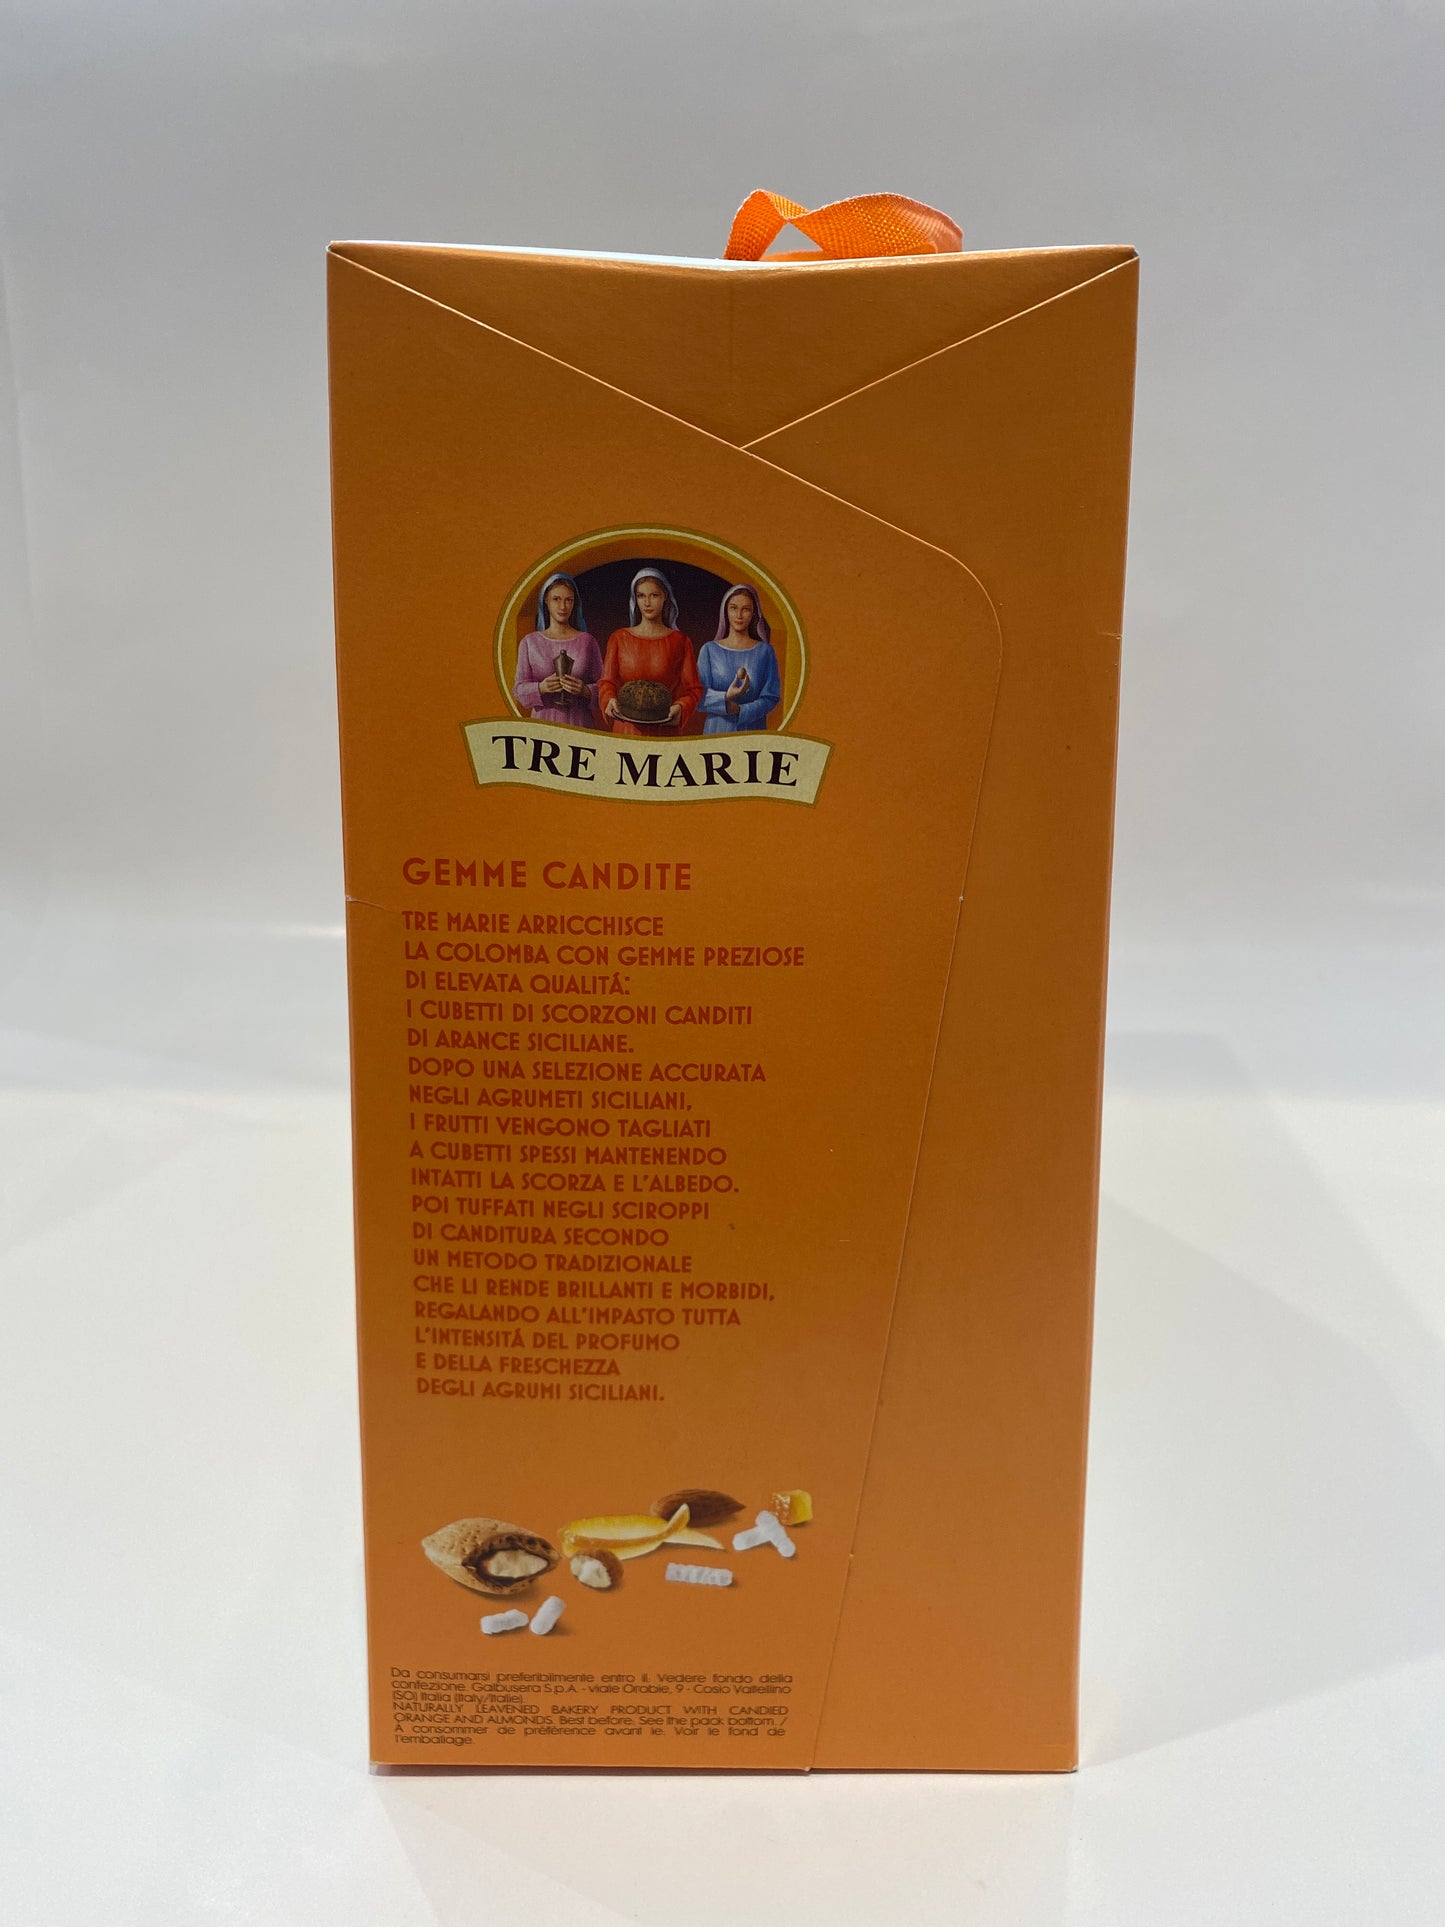 TRE MARIE
GEMME CANDITE
TRE MARIE ARRICCHISCE
LA COLOMBA CON GEMME PREZIOSE
DI ELEVATA QUALITÁ:
I CUBETTI DI SCORZONI CANDITI
DI ARANCE SICILIANE.
DOPO UNA SELEZIONE ACCURATA
NEGLI AGRUMETI SICILIANI,
I FRUTTI VENGONO TAGLIATI
A CUBETTI SPESSI MANTENENDO
INTATTI LA SCORZA E L'ALBEDO.
POI TUFFATI NEGLI SCIROPPI
DI CANDITURA SECONDO
UN METODO TRADIZIONALE
CHE LI RENDE BRILLANTI E MORBIDI,
REGALANDO ALL'IMPASTO TUTTA
L'INTENSITÁ DEL PROFUMO
E DELLA FRESCHEZZA
DEGLI AGRUMI SICILIANI.
Da consumarsi preferibilmente entro il: Vedere fondo della
confezione. Galbusera S.p.A. - viale Orobie, 9 - Cosio Valtellino
(SO) Italia (Italy/Italie).
NATURALLY LEAVENED BAKERY PRODUCT WITH CANDIED
ORANGE AND ALMONDS. Best before: See the pack bottom. /
À consommer de préférence avant le: Voir le fond de
l'emballage.